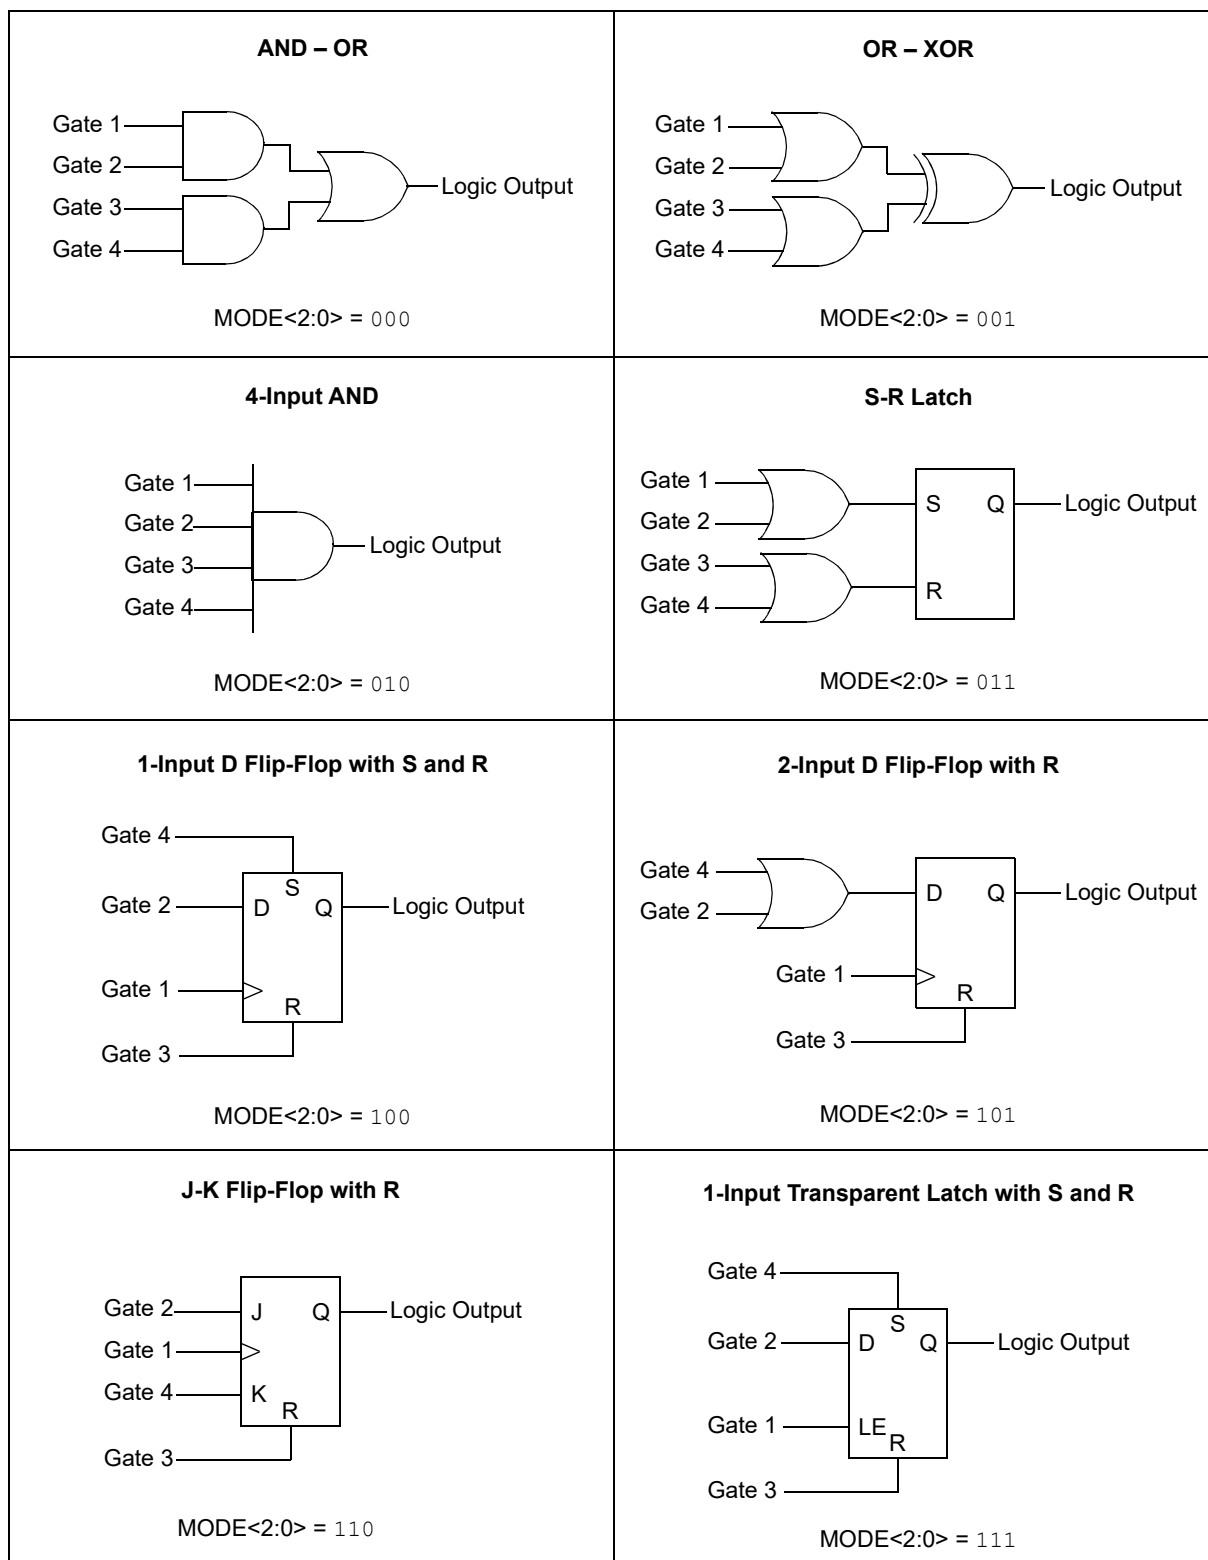 AND – OR
Gate 1
Gate 2
Gate 3
Gate 4
Logic Output
MODE<2:0> = 000
OR – XOR
Gate 1
Gate 2
Gate 3
Gate 4
Logic Output
MODE<2:0> = 001
4-Input AND
Gate 1
Gate 2
Gate 3
Gate 4
Logic Output
MODE<2:0> = 010
S-R Latch
Gate 1
Gate 2
Gate 3
Gate 4
S
Q
R
Logic Output
MODE<2:0> = 011
1-Input D Flip-Flop with S and R
Gate 4
Gate 2
Gate 1
Gate 3
S
D
Q
R
Logic Output
MODE<2:0> = 100
2-Input D Flip-Flop with R
Gate 4
Gate 2
Gate 1
Gate 3
D
Q
R
Logic Output
MODE<2:0> = 101
J-K Flip-Flop with R
Gate 2
Gate 1
Gate 4
Gate 3
J
Q
K
R
Logic Output
MODE<2:0> = 110
1-Input Transparent Latch with S and R
Gate 4
Gate 2
Gate 1
Gate 3
S
D
Q
LE
R
Logic Output
MODE<2:0> = 111